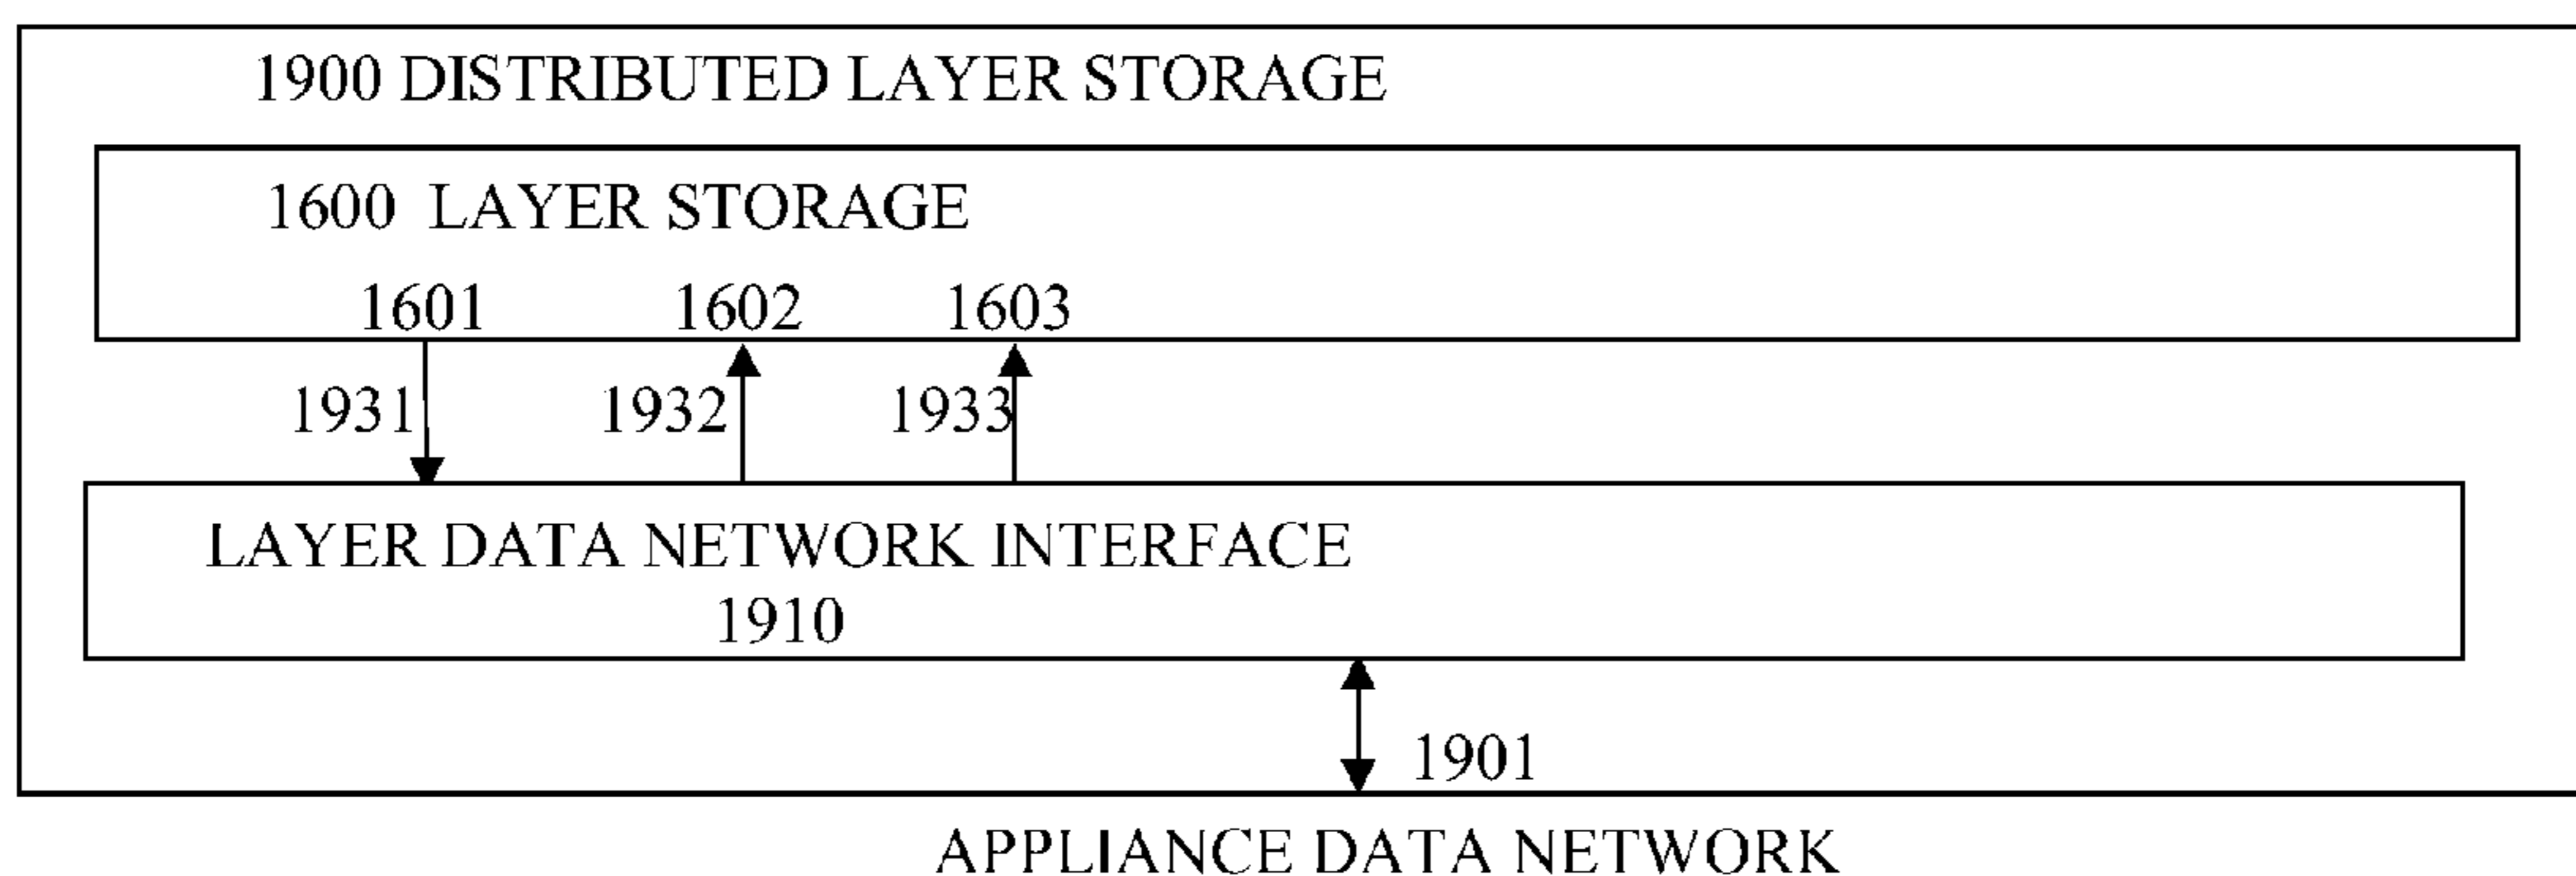 1900 DISTRIBUTED LAYER STORAGE
1600 LAYER STORAGE
1601 1602 1603
1931 1932 1933
LAYER DATA NETWORK INTERFACE
1910
1901
APPLIANCE DATA NETWORK